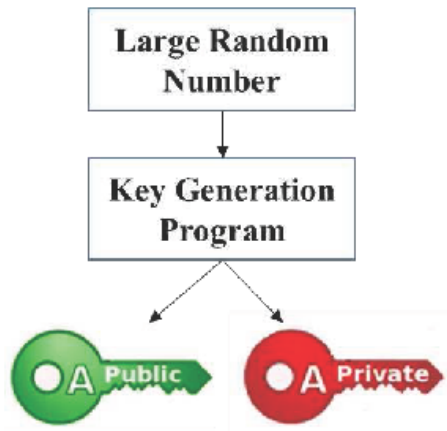 Large Random
Number
Key Generation
Program
A Public
A Private